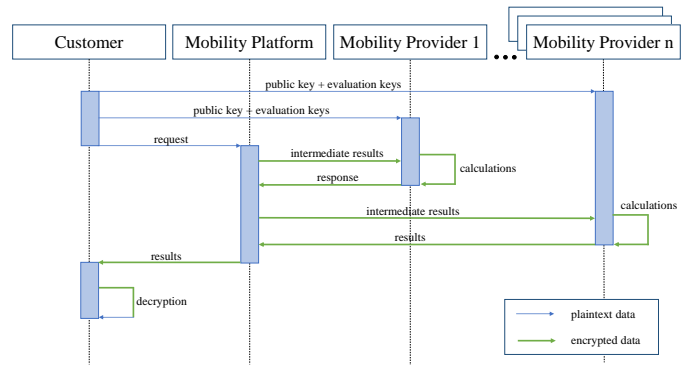 Customer
Mobility Platform
Mobility Provider 1
•••
Mobility Provider n
public key + evaluation keys
public key + evaluation keys
request
intermediate results
calculations
response
calculations
intermediate results
results
results
decryption
plaintext data
encrypted data